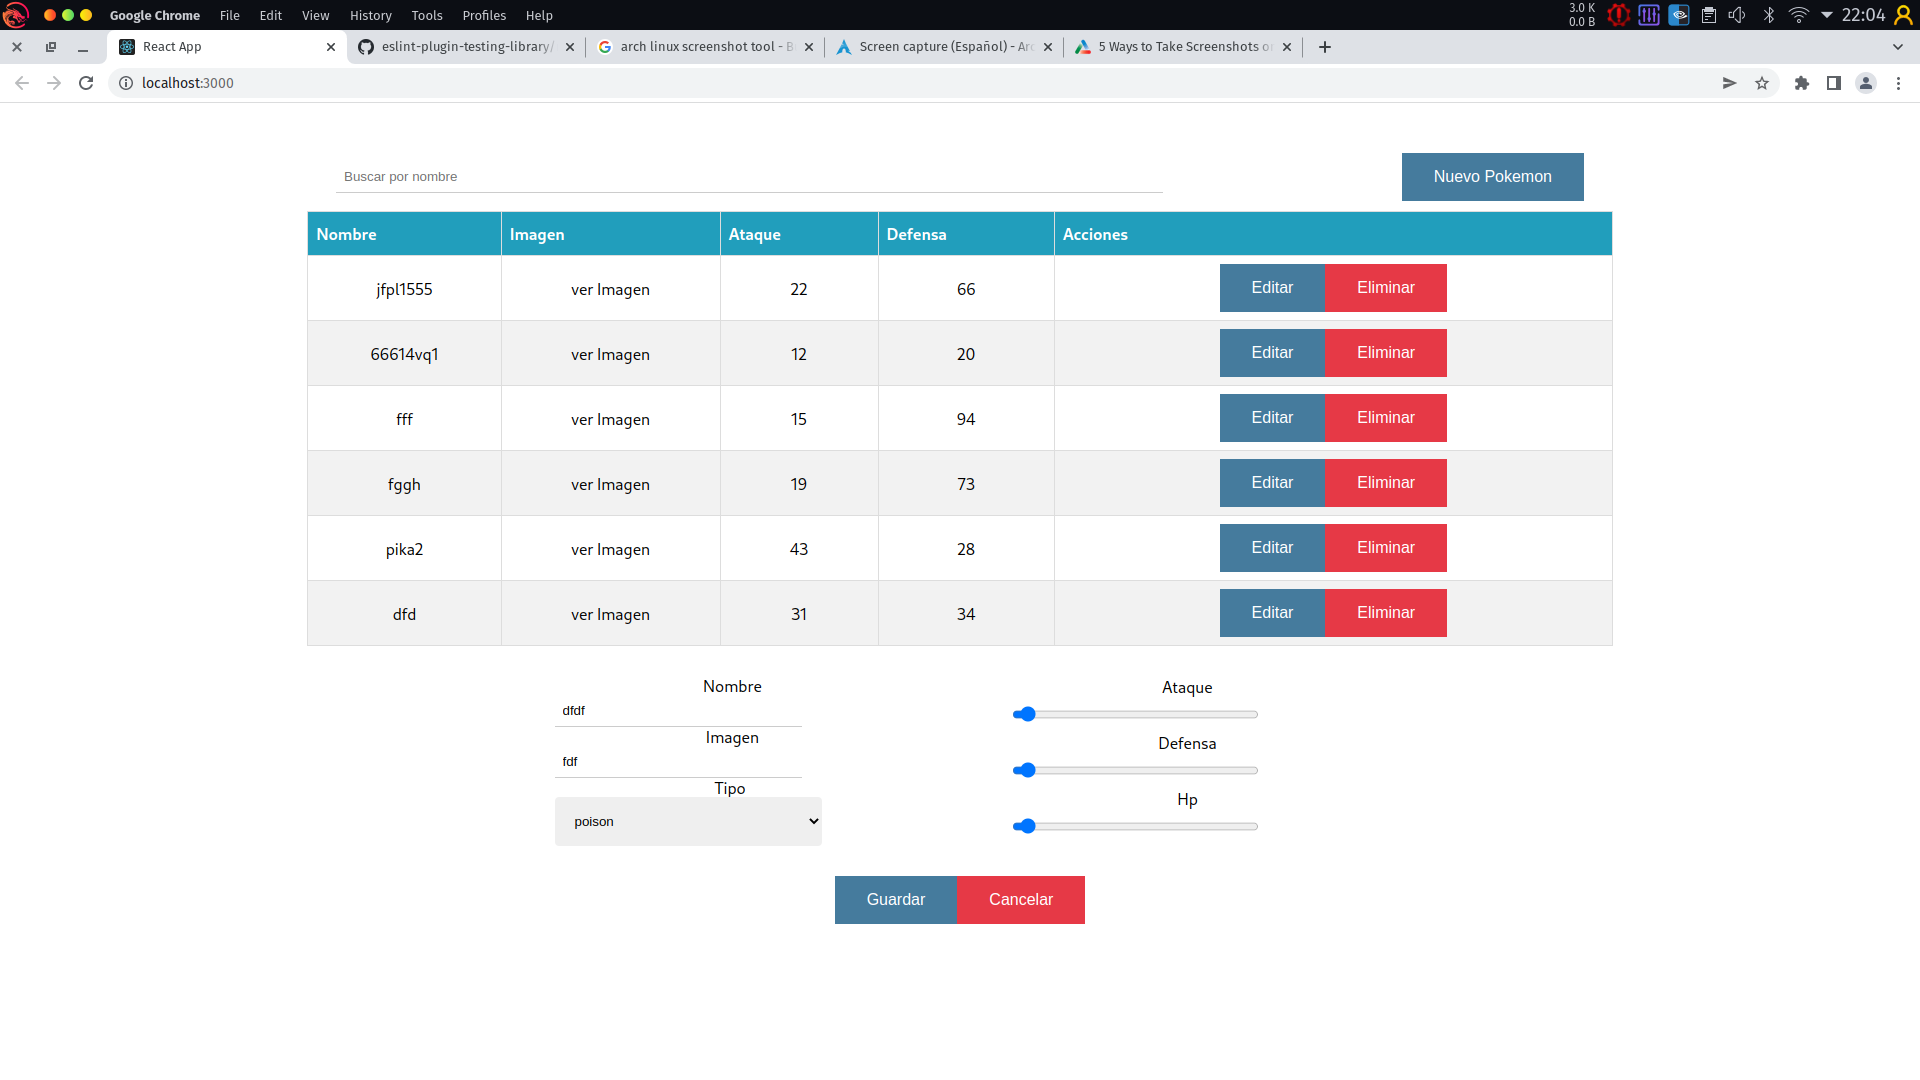 Google Chrome File Edit View History Tools Profiles Help 3.0 K 0.0 B 22:04
React App eslint-plugin-testing-library/ arch linux screenshot tool - B Screen capture (Español) - Arc 5 Ways to Take Screenshots o
localhost:3000
Buscar por nombre Nuevo Pokemon
Nombre Imagen Ataque Defensa Acciones
jfpl1555 ver Imagen 22 66 Editar Eliminar
66614vq1 ver Imagen 12 20 Editar Eliminar
fff ver Imagen 15 94 Editar Eliminar
fggh ver Imagen 19 73 Editar Eliminar
pika2 ver Imagen 43 28 Editar Eliminar
dfd ver Imagen 31 34 Editar Eliminar
Nombre
dfdf
Imagen
fdf
Tipo
poison
Ataque
Defensa
Hp
Guardar Cancelar